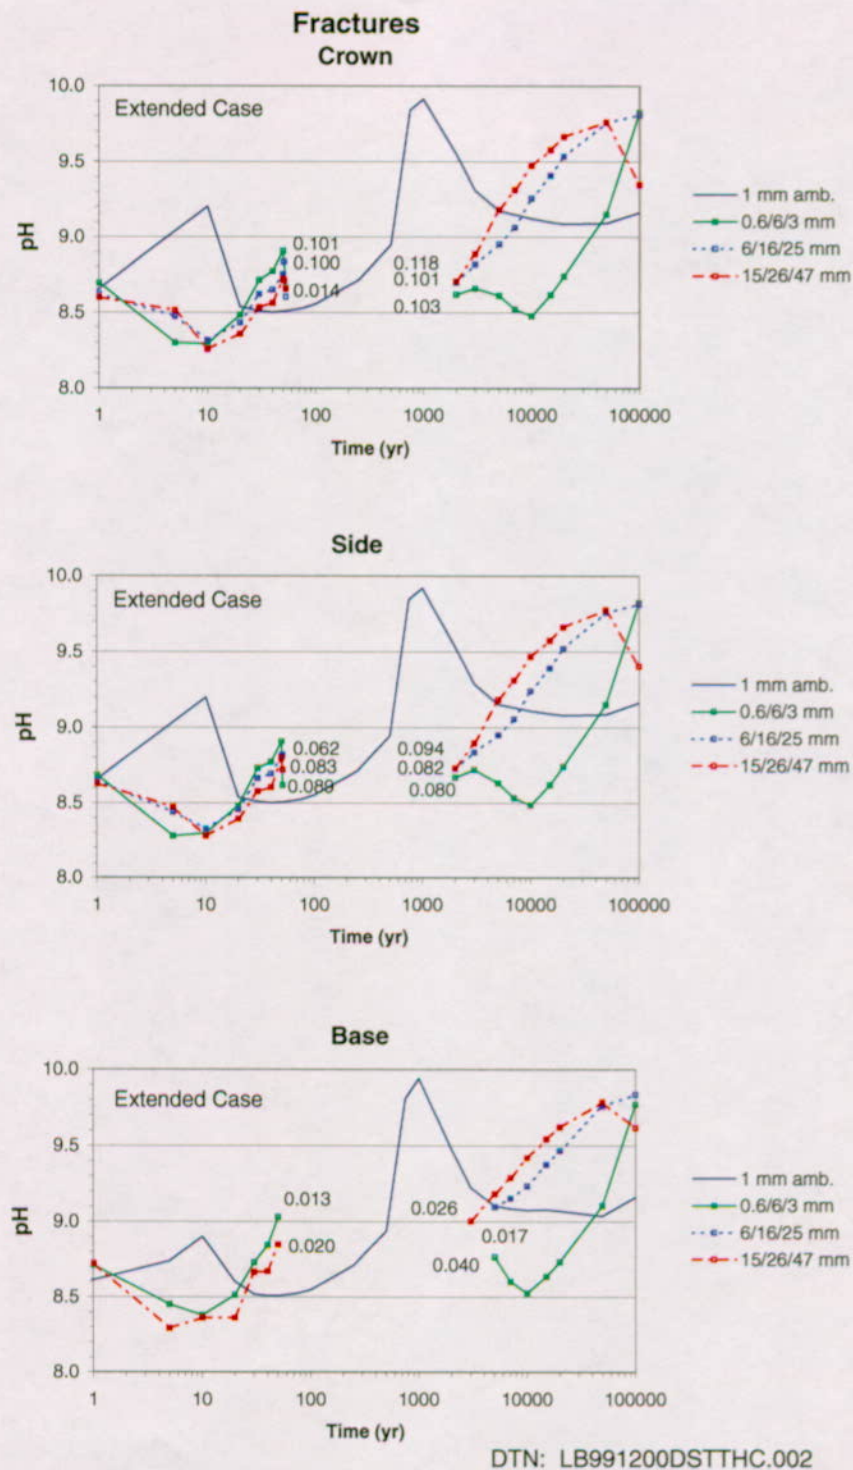 Fractures
Crown
Extended Case
10.0
9.5
9.0
8.5
8.0
pH
0.101
0.100
0.014
0.118
0.101
0.103
1 10 100 1000 10000 100000
Time (yr)
1 mm amb.
0.6/6/3 mm
6/16/25 mm
15/26/47 mm
Side
Extended Case
10.0
9.5
9.0
8.5
8.0
pH
0.062
0.083
0.089
0.094
0.082
0.080
1 10 100 1000 10000 100000
Time (yr)
1 mm amb.
0.6/6/3 mm
6/16/25 mm
15/26/47 mm
Base
Extended Case
10.0
9.5
9.0
8.5
8.0
pH
0.013
0.020
0.026
0.017
0.040
1 10 100 1000 10000 100000
Time (yr)
1 mm amb.
0.6/6/3 mm
6/16/25 mm
15/26/47 mm
DTN: LB991200DSTTHC.002